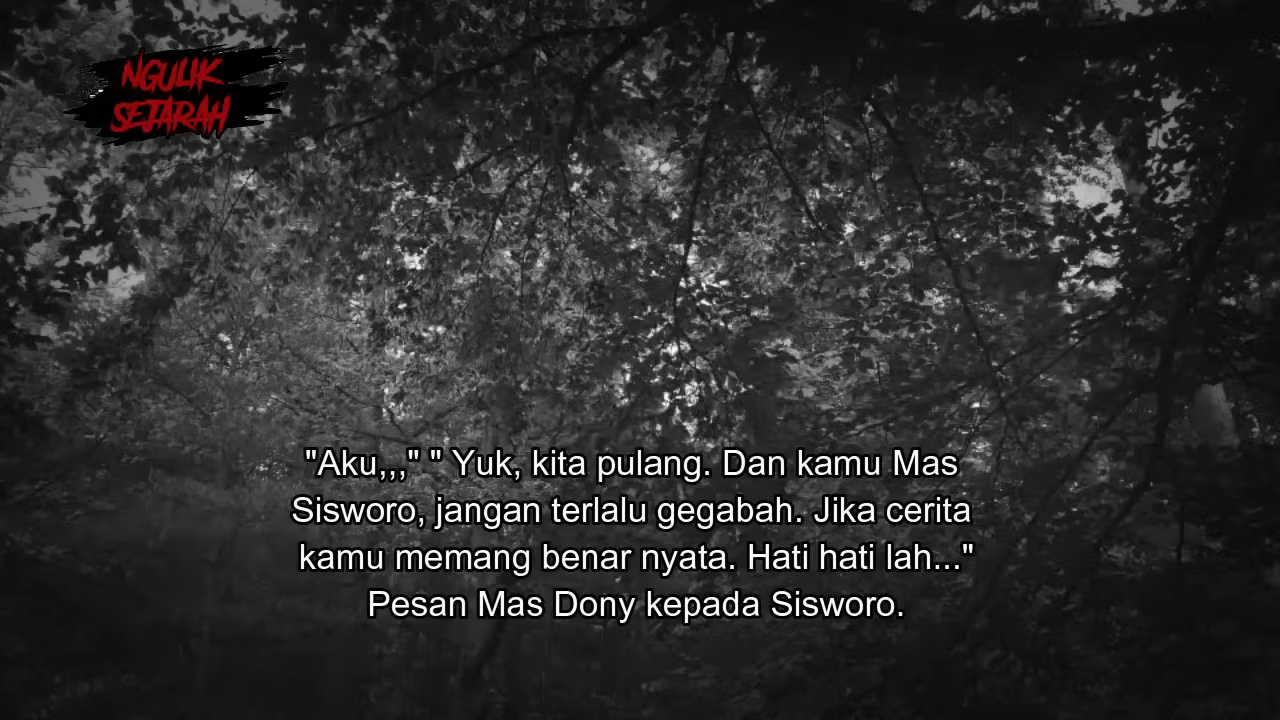 NGULIK
SEJARAH
"Aku,,," " Yuk, kita pulang. Dan kamu Mas
Sisworo, jangan terlalu gegabah. Jika cerita
kamu memang benar nyata. Hati hati lah..."
Pesan Mas Dony kepada Sisworo.